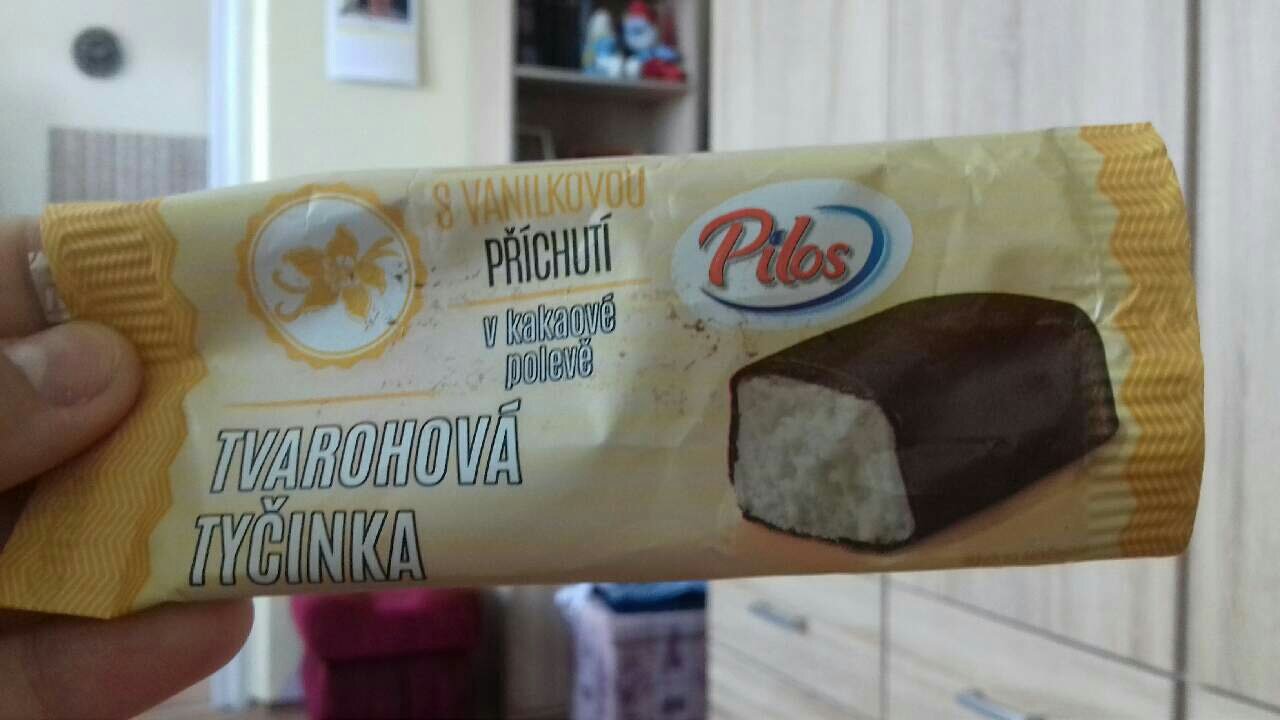 S VANILKOVOU
PŘÍCHUTÍ
v kakaové
polevě
Pilos
TVAROHOVÁ
TYČINKA